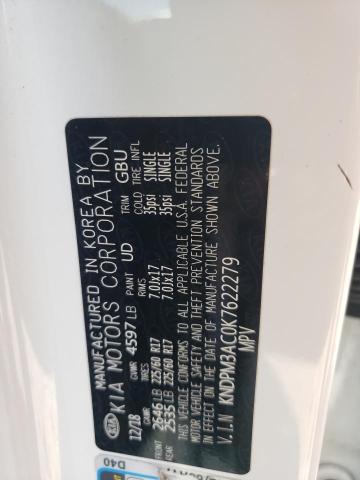 MANUFACTURED IN KOREA BY
KIA KIA MOTORS CORPORATION
12/18 GVWR 4597 LB PAINT UD TRIM GBU
GAWR TIRES RIMS COLD TIRE INFL
FRONT 2646 LB 225/60 R17 7.0Jx17 35psi SINGLE
REAR 2535 LB 225/60 R17 7.0Jx17 35psi SINGLE
THIS VEHICLE CONFORMS TO ALL APPLICABLE U.S.A. FEDERAL
MOTOR VEHICLE SAFETY AND THEFT PREVENTION STANDARDS
IN EFFECT ON THE DATE OF MANUFACTURE SHOWN ABOVE.
V.I.N KNDPM3AC0K7622279
MPV
D40